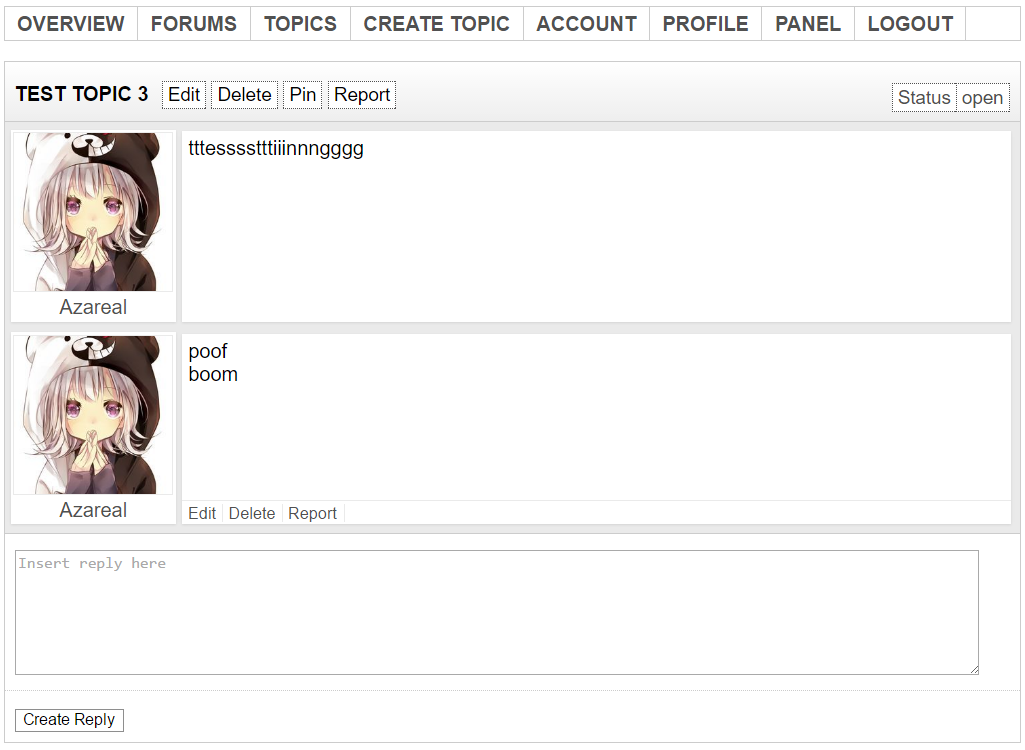 OVERVIEW FORUMS TOPICS CREATE TOPIC ACCOUNT PROFILE PANEL LOGOUT
TEST TOPIC 3 Edit Delete Pin Report Status open
tttesssstttiiinnngggg
Azareal
poof
boom
Azareal
Edit Delete Report
Insert reply here
Create Reply